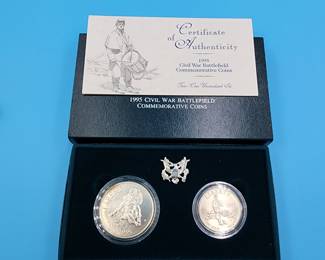 Certificate
of Authenticity
1995
Civil War Battlefield
Commemorative Coins
Two-Coin Uncirculated Set
1995 CIVIL WAR BATTLEFIELD
COMMEMORATIVE COINS